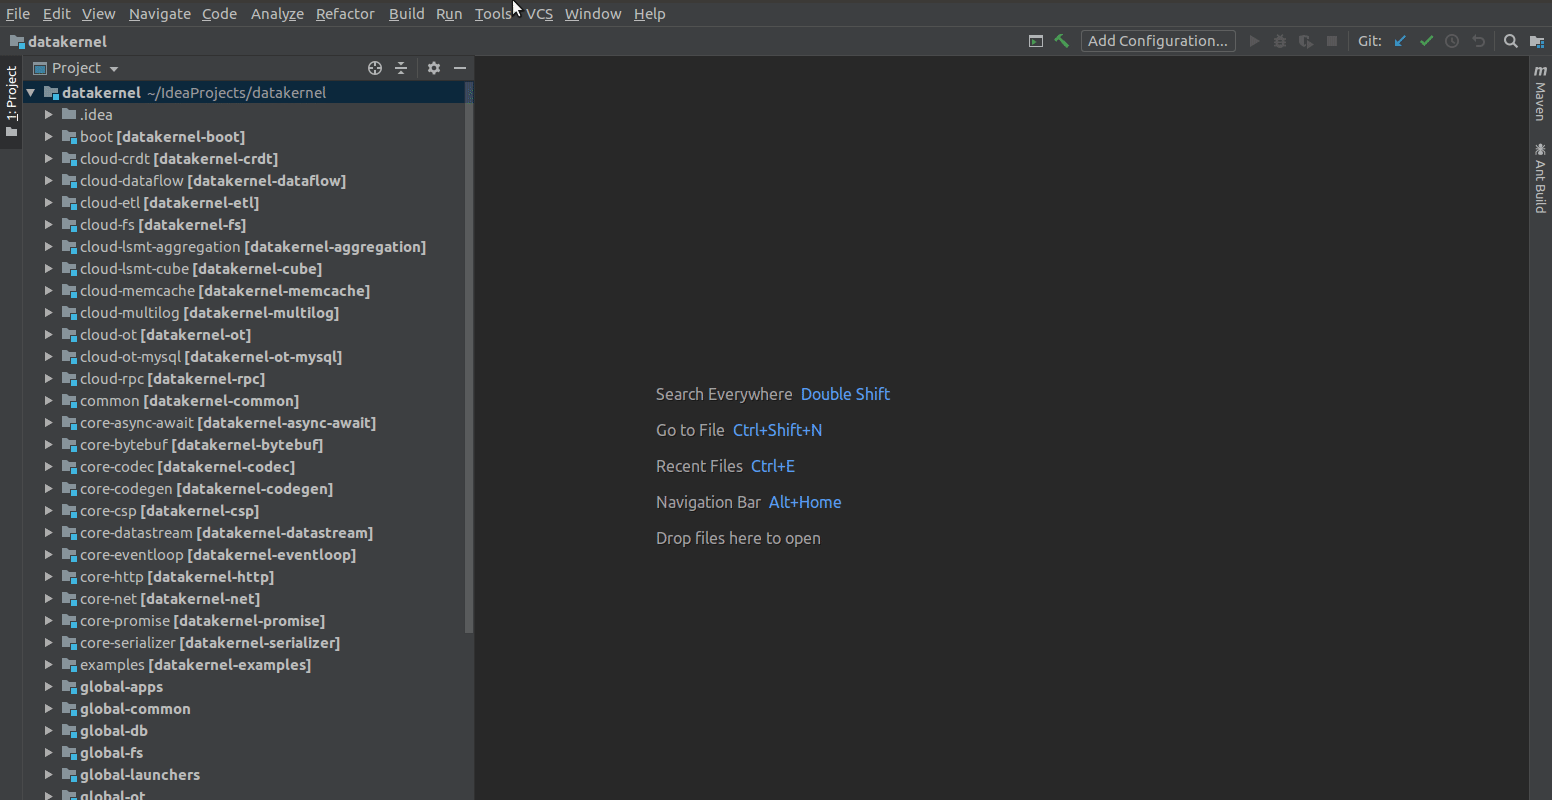 File Edit View Navigate Code Analyze Refactor Build Run Tools VCS Window Help
datakernel Add Configuration... Git:
1: Project
Project
datakernel ~/IdeaProjects/datakernel
.idea
boot [datakernel-boot]
cloud-crdt [datakernel-crdt]
cloud-dataflow [datakernel-dataflow]
cloud-etl [datakernel-etl]
cloud-fs [datakernel-fs]
cloud-lsmt-aggregation [datakernel-aggregation]
cloud-lsmt-cube [datakernel-cube]
cloud-memcache [datakernel-memcache]
cloud-multilog [datakernel-multilog]
cloud-ot [datakernel-ot]
cloud-ot-mysql [datakernel-ot-mysql]
cloud-rpc [datakernel-rpc]
common [datakernel-common]
core-async-await [datakernel-async-await]
core-bytebuf [datakernel-bytebuf]
core-codec [datakernel-codec]
core-codegen [datakernel-codegen]
core-csp [datakernel-csp]
core-datastream [datakernel-datastream]
core-eventloop [datakernel-eventloop]
core-http [datakernel-http]
core-net [datakernel-net]
core-promise [datakernel-promise]
core-serializer [datakernel-serializer]
examples [datakernel-examples]
global-apps
global-common
global-db
global-fs
global-launchers
global-ot
Search Everywhere Double Shift
Go to File Ctrl+Shift+N
Recent Files Ctrl+E
Navigation Bar Alt+Home
Drop files here to open
m
Maven
Ant Build